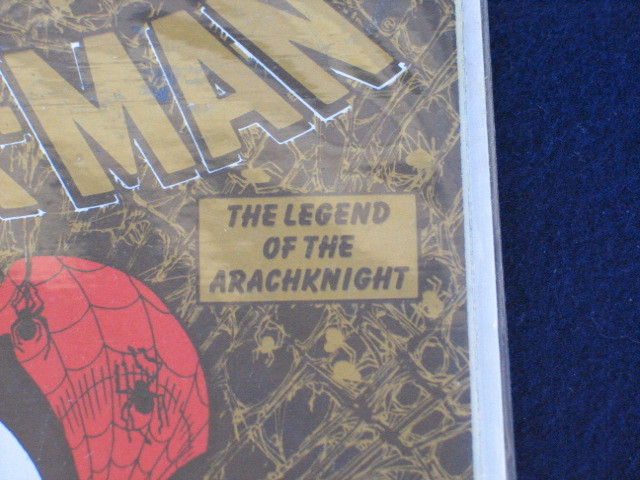 -MAN
THE LEGEND
OF THE
ARACHKNIGHT